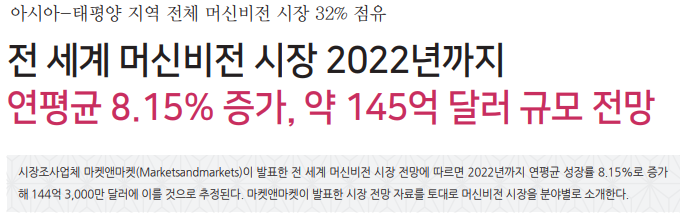 아시아-태평양 지역 전체 머신비전 시장 32% 점유
전 세계 머신비전 시장 2022년까지
연평균 8.15% 증가, 약 145억 달러 규모 전망
시장조사업체 마켓앤마켓(Marketsandmarkets)이 발표한 전 세계 머신비전 시장 전망에 따르면 2022년까지 연평균 성장률 8.15%로 증가
해 144억 3,000만 달러에 이를 것으로 추정된다. 마켓앤마켓이 발표한 시장 전망 자료를 토대로 머신비전 시장을 분야별로 소개한다.